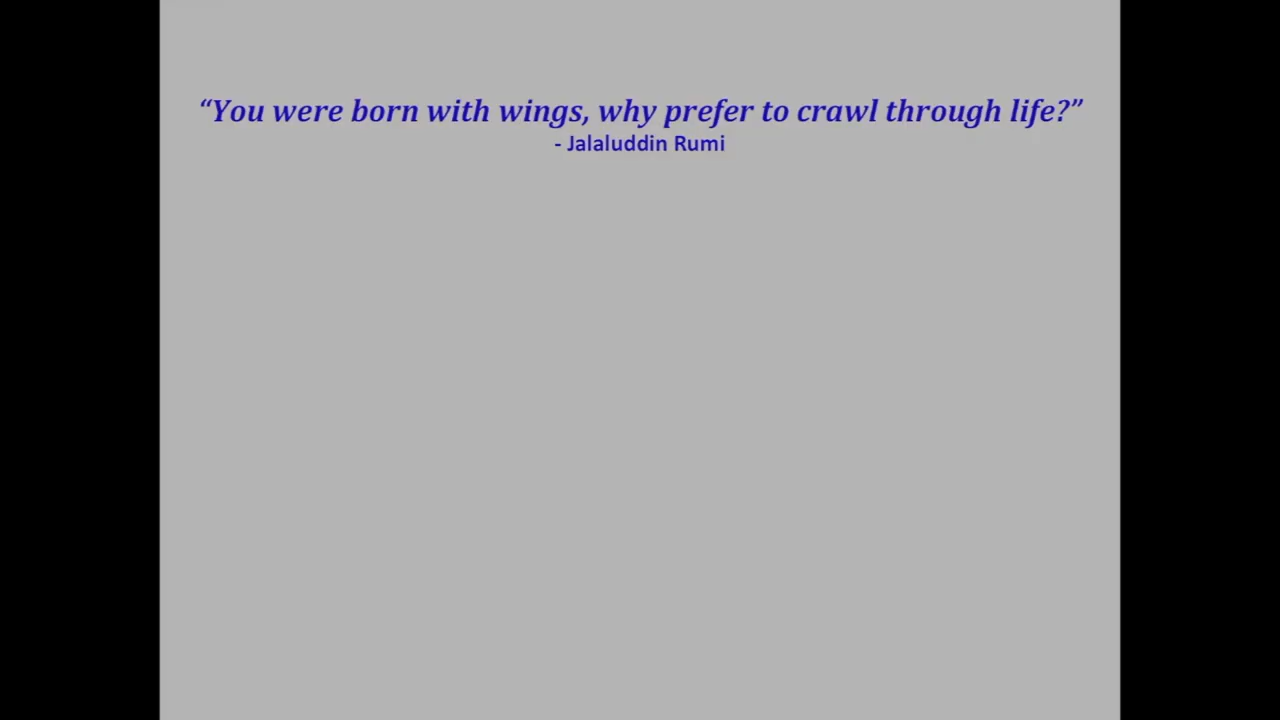 “You were born with wings, why prefer to crawl through life?”
- Jalaluddin Rumi